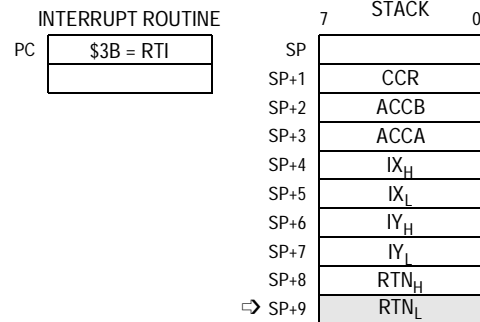 INTERRUPT ROUTINE
PC $3B = RTI
7 STACK 0
SP
SP+1 CCR
SP+2 ACCB
SP+3 ACCA
SP+4 IXH
SP+5 IXL
SP+6 IYH
SP+7 IYL
SP+8 RTNH
➩ SP+9 RTNL